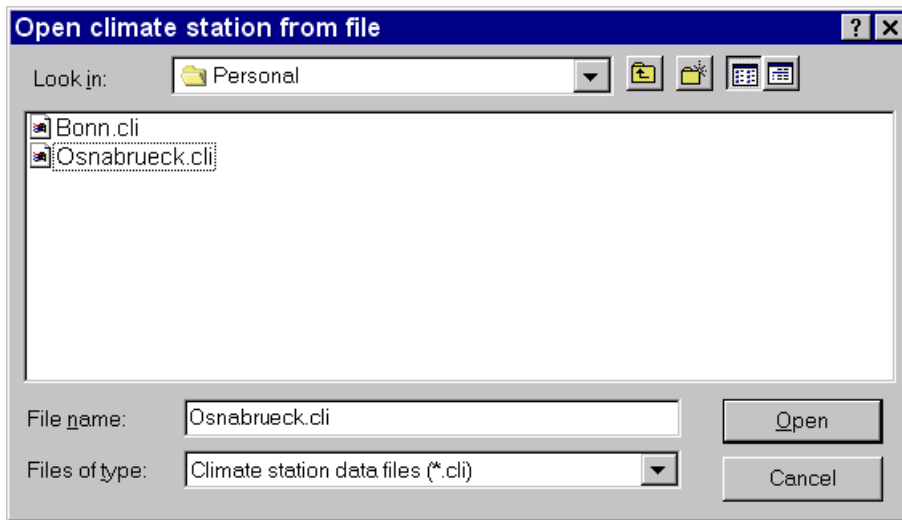 Open climate station from file
Look in: Personal
Bonn.cli
Osnabrueck.cli
File name: Osnabrueck.cli Open
Files of type: Climate station data files (*.cli) Cancel